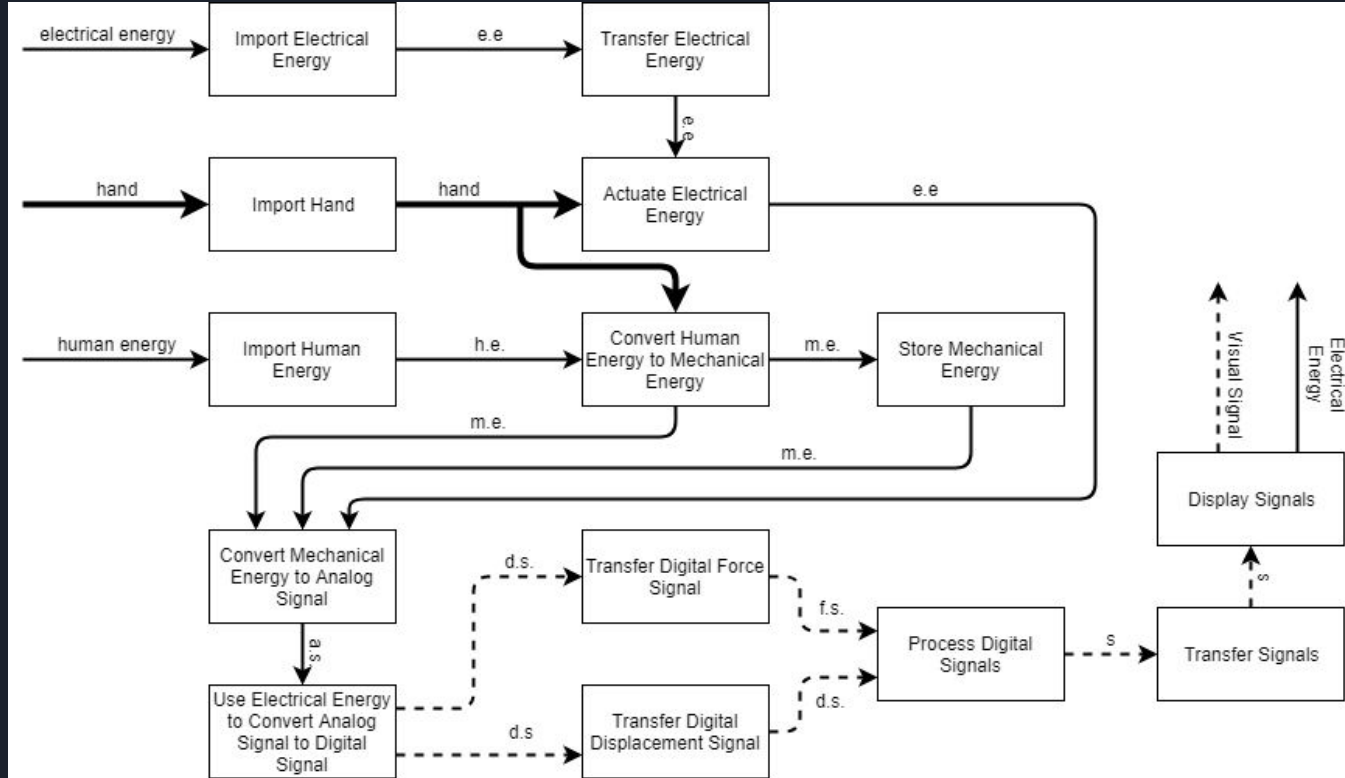 electrical energy
Import Electrical
Energy
e.e
Transfer Electrical
Energy
e.e
hand
Import Hand
hand
Actuate Electrical
Energy
e.e
human energy
Import Human
Energy
h.e.
Convert Human
Energy to Mechanical
Energy
m.e.
Store Mechanical
Energy
m.e.
m.e.
Visual Signal
Electrical
Energy
Display Signals
s
Convert Mechanical
Energy to Analog
Signal
a.s.
d.s.
Transfer Digital Force
Signal
f.s.
Process Digital
Signals
s
Transfer Signals
Use Electrical Energy
to Convert Analog
Signal to Digital
Signal
d.s
Transfer Digital
Displacement Signal
d.s.